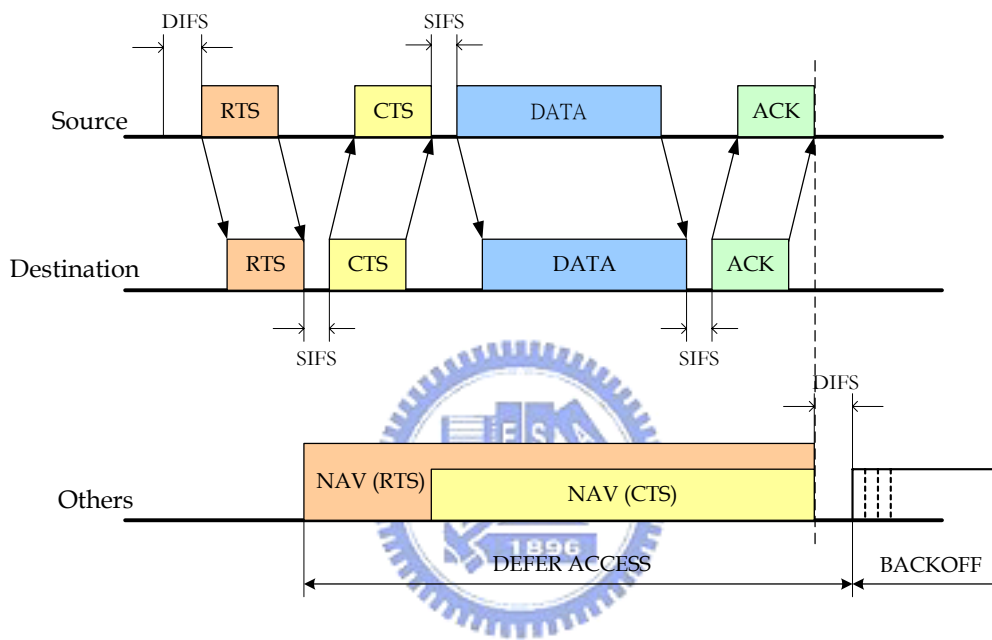 DIFS
SIFS
Source
RTS
CTS
DATA
ACK
Destination
RTS
CTS
DATA
ACK
SIFS
SIFS
DIFS
Others
NAV (RTS)
NAV (CTS)
E S
1896
DEFER ACCESS
BACKOFF